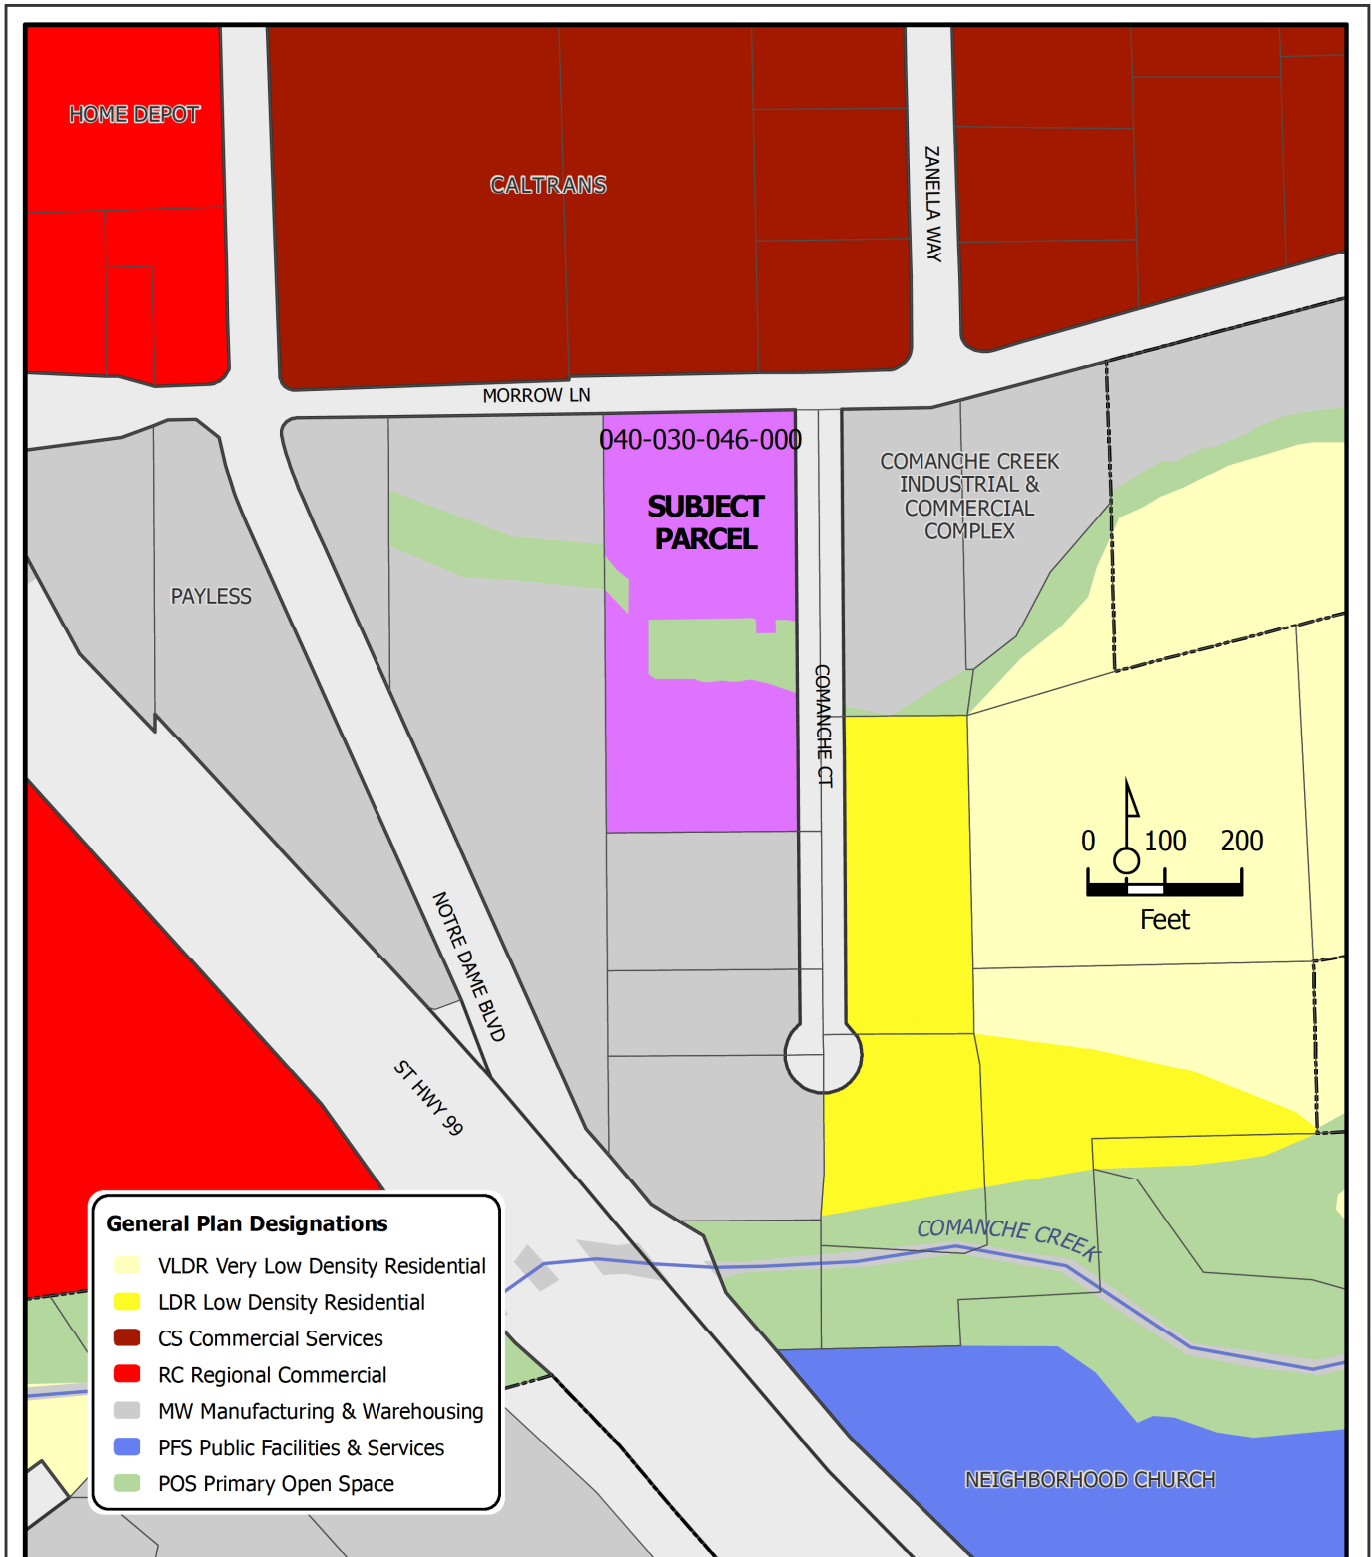 HOME DEPOT
CALTRANS
ZANELLA WAY
MORROW LN
040-030-046-000
SUBJECT
PARCEL
COMANCHE CREEK
INDUSTRIAL &
COMMERCIAL
COMPLEX
PAYLESS
COMANCHE CT
0 100 200
Feet
NOTRE DAME BLVD
ST HWY 99
General Plan Designations
VLDR Very Low Density Residential
LDR Low Density Residential
CS Commercial Services
RC Regional Commercial
MW Manufacturing & Warehousing
PFS Public Facilities & Services
POS Primary Open Space
COMANCHE CREEK
NEIGHBORHOOD CHURCH